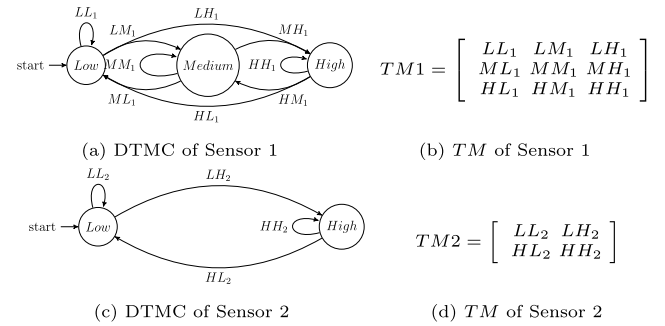 LL₁
LM₁
LH₁
MH₁
start
Low
MM₁
Medium
HH₁
High
ML₁
HL₁
HM₁
TM1 = [ LL₁ LM₁ LH₁
ML₁ MM₁ MH₁
HL₁ HM₁ HH₁ ]
(a) DTMC of Sensor 1
(b) TM of Sensor 1
LL₂
LH₂
start
Low
HH₂
High
HL₂
TM2 = [ LL₂ LH₂
HL₂ HH₂ ]
(c) DTMC of Sensor 2
(d) TM of Sensor 2